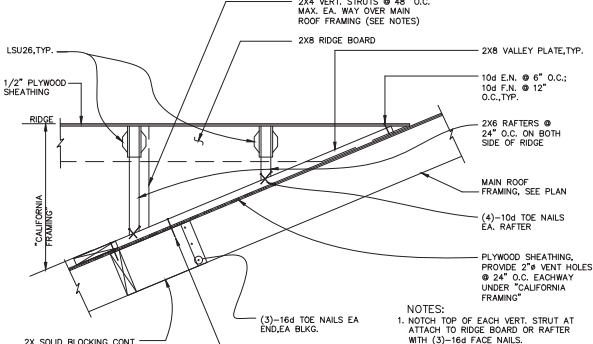 2X4 VERT. STRUTS @ 48" O.C.
MAX. EA. WAY OVER MAIN
ROOF FRAMING (SEE NOTES)
2X8 RIDGE BOARD
LSU26,TYP.
2X8 VALLEY PLATE,TYP.
1/2" PLYWOOD
SHEATHING
10d E.N. @ 6" O.C.;
10d F.N. @ 12"
O.C.,TYP.
RIDGE
2X6 RAFTERS @
24" O.C. ON BOTH
SIDE OF RIDGE
MAIN ROOF
FRAMING, SEE PLAN
"CALIFORNIA
FRAMING"
(4)-10d TOE NAILS
EA. RAFTER
PLYWOOD SHEATHING,
PROVIDE 2"ø VENT HOLES
@ 24" O.C. EACHWAY
UNDER "CALIFORNIA
FRAMING"
(3)-16d TOE NAILS EA
END,EA BLKG.
NOTES:
1. NOTCH TOP OF EACH VERT. STRUT AT
ATTACH TO RIDGE BOARD OR RAFTER
WITH (3)-16d FACE NAILS.
2X SOLID BLOCKING CONT